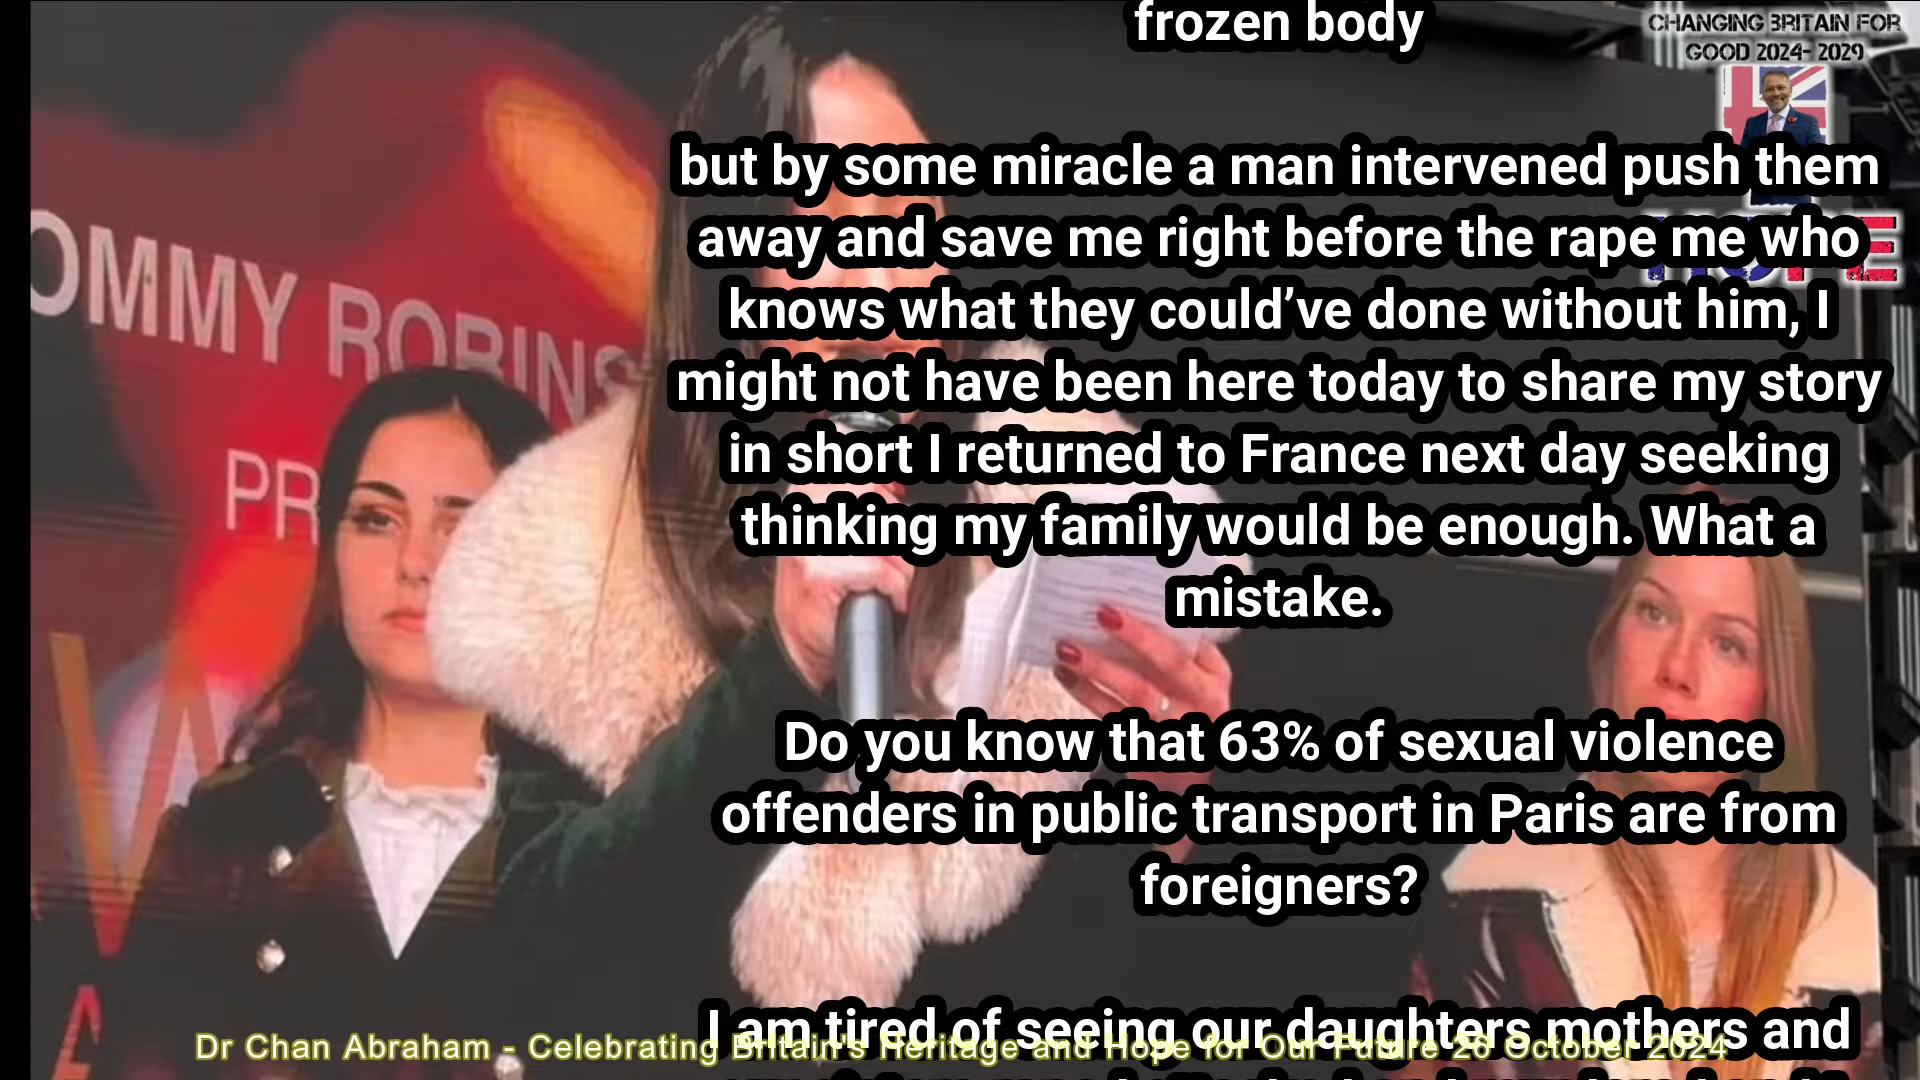 frozen body
CHANGING BRITAIN FOR
GOOD 2024- 2029
but by some miracle a man intervened push them
away and save me right before the rape me who
knows what they could’ve done without him, I
might not have been here today to share my story
in short I returned to France next day seeking
thinking my family would be enough. What a
mistake.
Do you know that 63% of sexual violence
offenders in public transport in Paris are from
foreigners?
I am tired of seeing our daughters mothers and
OMMY ROBINS
PR
Dr Chan Abraham - Celebrating Britain's Heritage and Hope for Our Future 26 October 2024